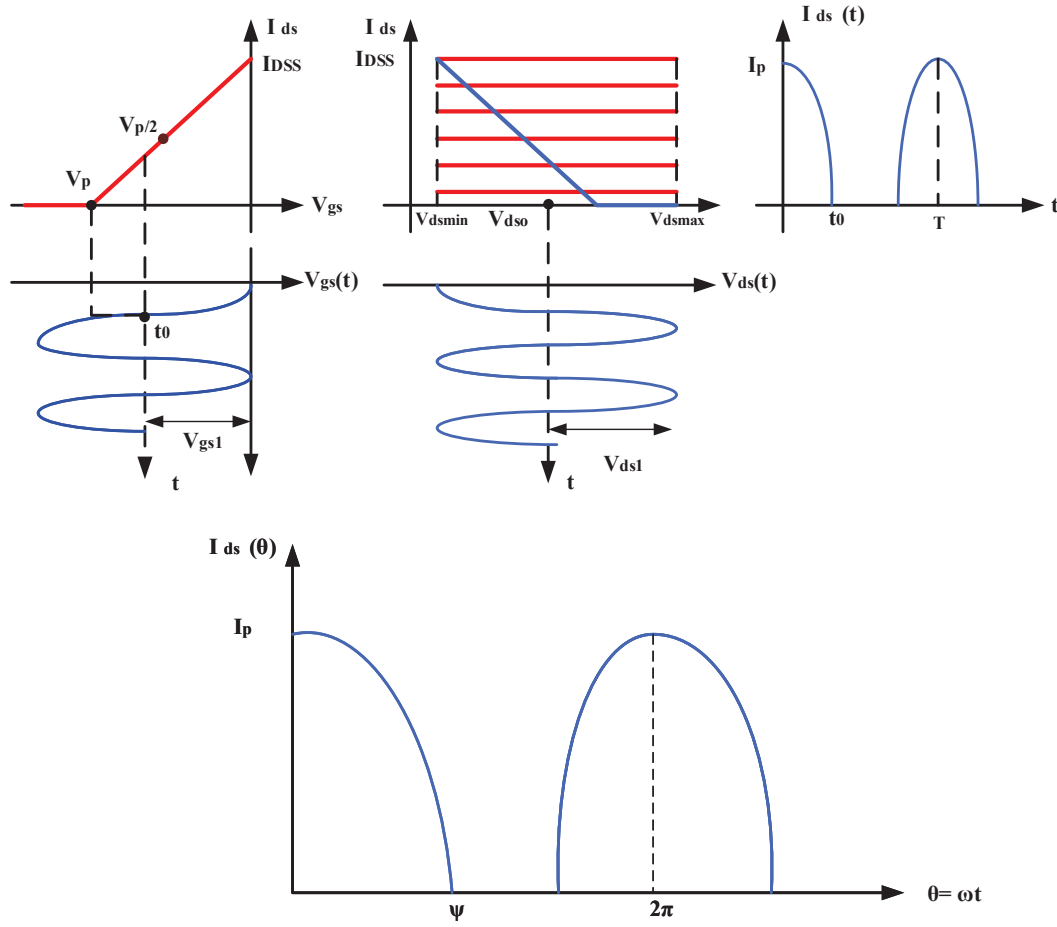 I ds
IDSS
Vp/2
Vp
Vgs
Vgs(t)
t0
Vgs1
t
I ds
IDSS
Vdsmin
Vdso
Vdsmax
Vds(t)
Vds1
t
I ds (t)
Ip
t0
T
t
I ds (θ)
Ip
ψ
2π
θ= ωt